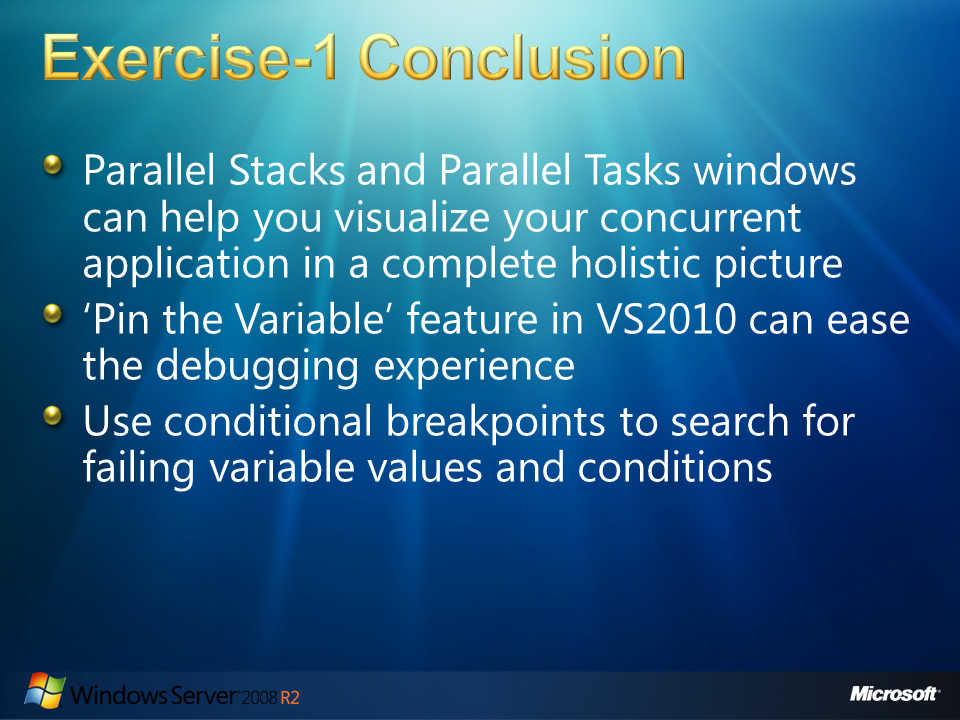 Exercise-1 Conclusion
Parallel Stacks and Parallel Tasks windows
can help you visualize your concurrent
application in a complete holistic picture
‘Pin the Variable’ feature in VS2010 can ease
the debugging experience
Use conditional breakpoints to search for
failing variable values and conditions
Windows Server 2008 R2
Microsoft®